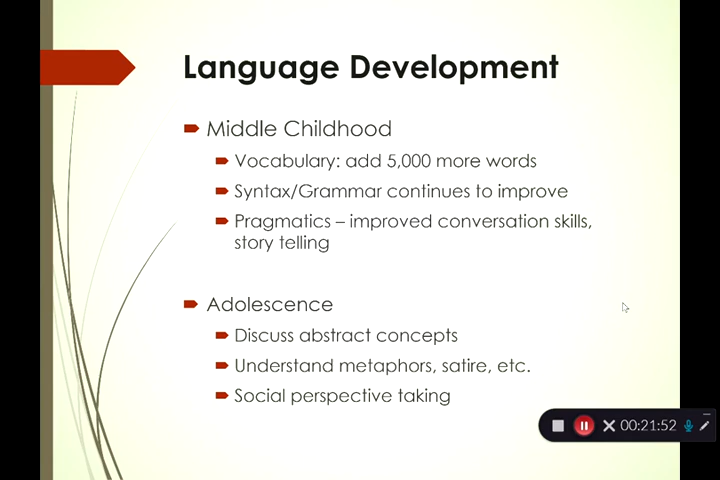 Language Development
Middle Childhood
Vocabulary: add 5,000 more words
Syntax/Grammar continues to improve
Pragmatics – improved conversation skills,
story telling
Adolescence
Discuss abstract concepts
Understand metaphors, satire, etc.
Social perspective taking
00:21:52